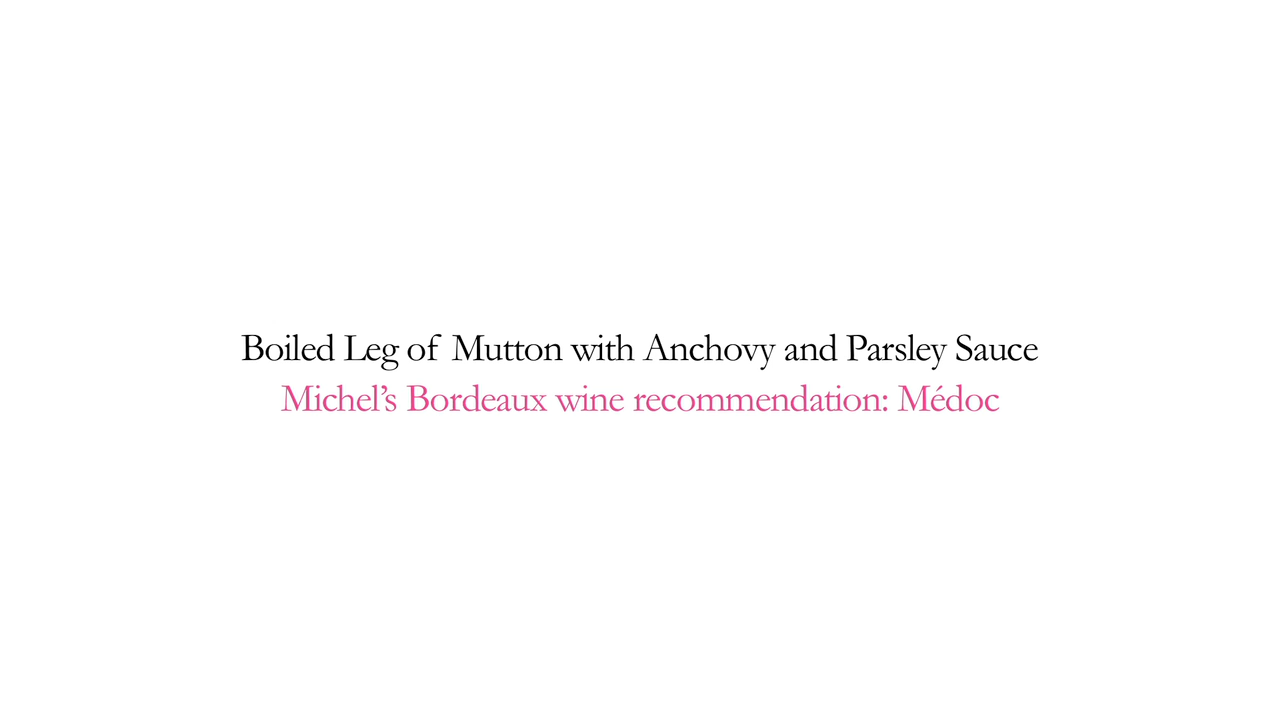 Boiled Leg of Mutton with Anchovy and Parsley Sauce
Michel’s Bordeaux wine recommendation: Médoc